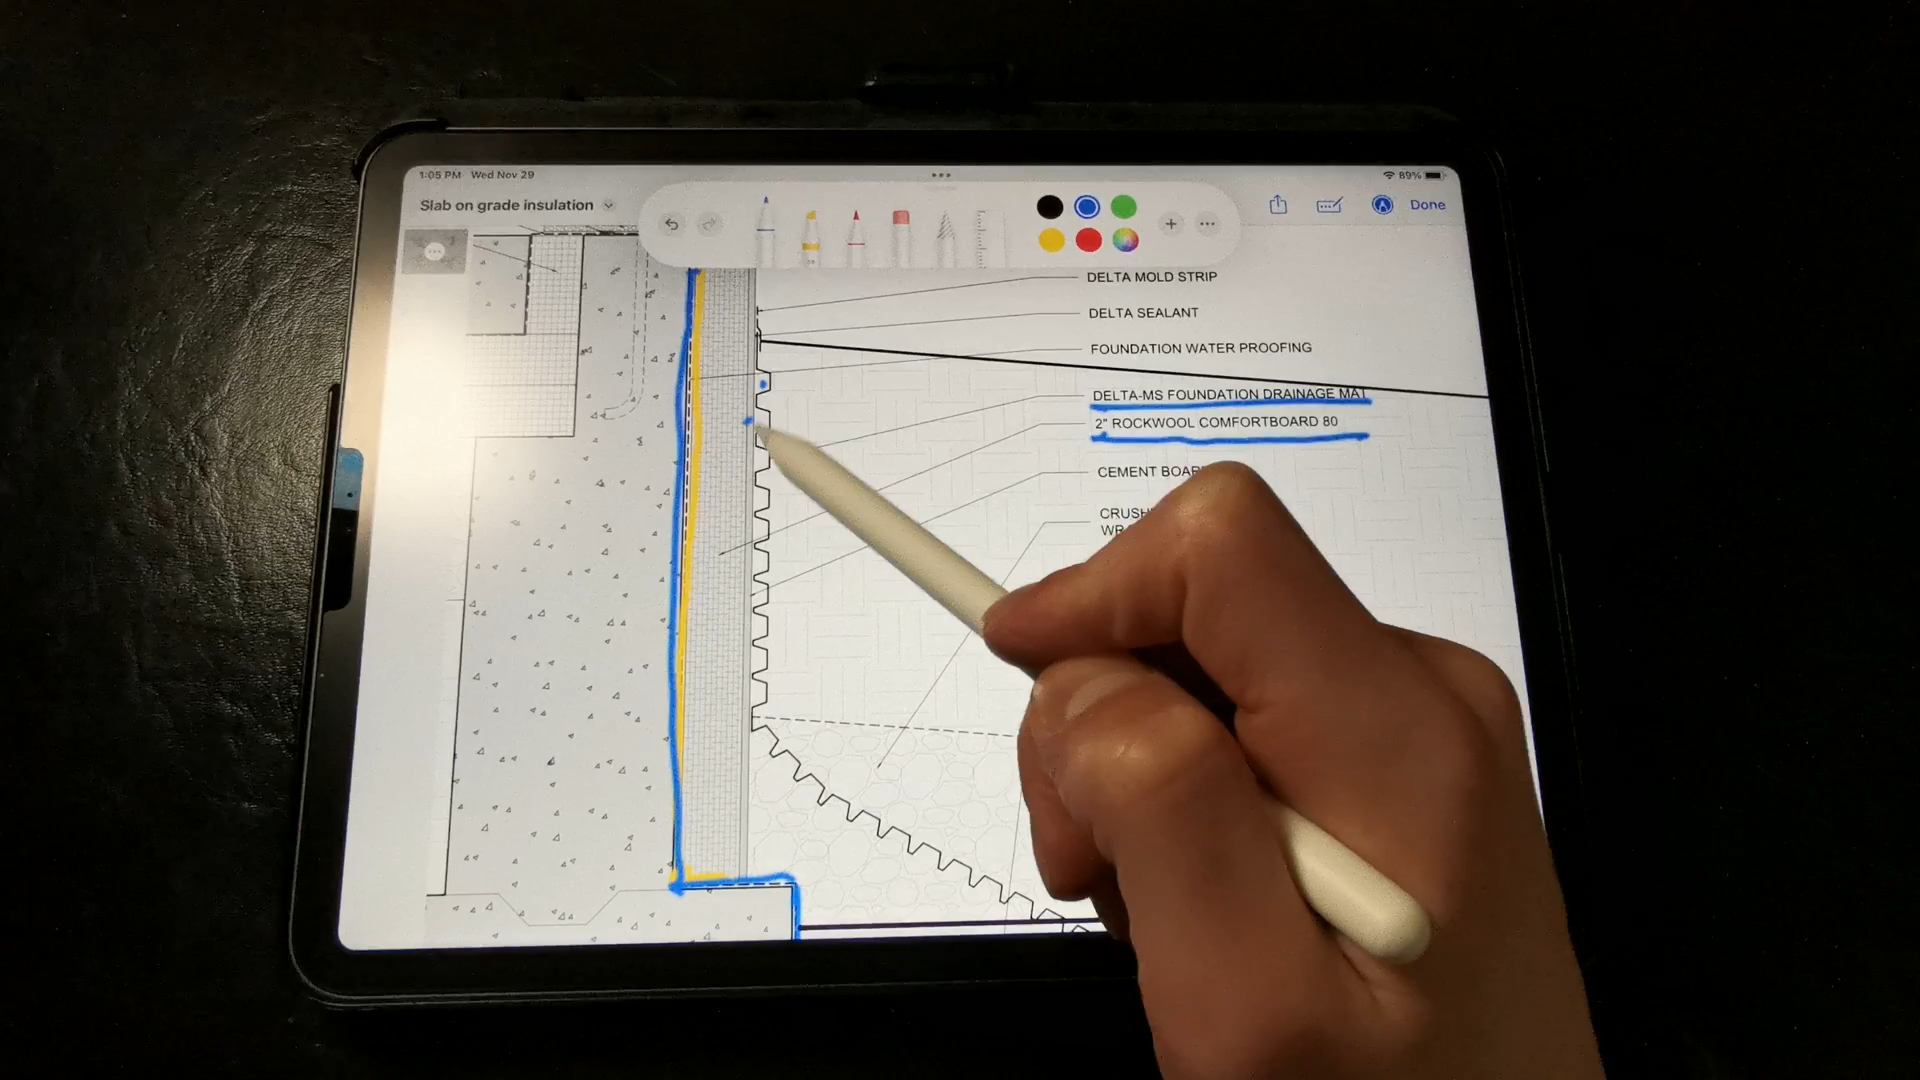 1:05 PM Wed Nov 29
89%
Slab on grade insulation
Done
DELTA MOLD STRIP
DELTA SEALANT
FOUNDATION WATER PROOFING
DELTA-MS FOUNDATION DRAINAGE MAT
2" ROCKWOOL COMFORTBOARD 80
CEMENT BOAR
CRUSH
WR